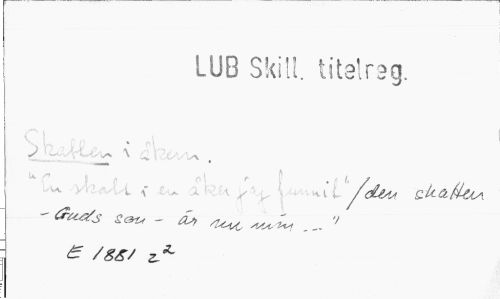 LUB Skill. titelreg.
Skatten i åkern.
"En skatt i en åker jag funnit" / den skatten
- Guds son - är nu min ..."
E 1881 z²